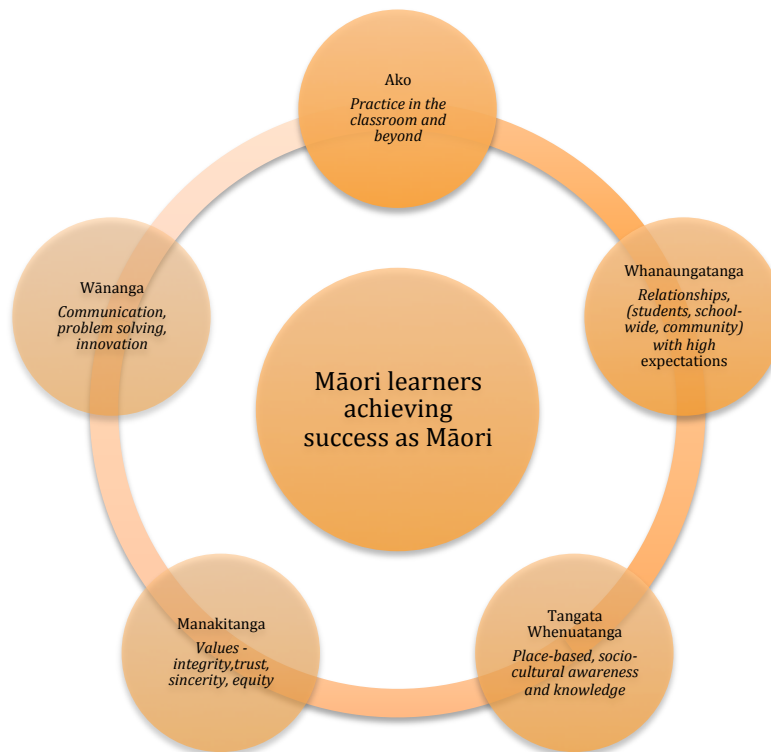 Ako
Practice in the
classroom and
beyond
Whanaungatanga
Relationships,
(students, school-
wide, community)
with high
expectations
Tangata
Whenuatanga
Place-based, socio-
cultural awareness
and knowledge
Manakitanga
Values -
integrity,trust,
sincerity, equity
Wānanga
Communication,
problem solving,
innovation
Māori learners
achieving
success as Māori